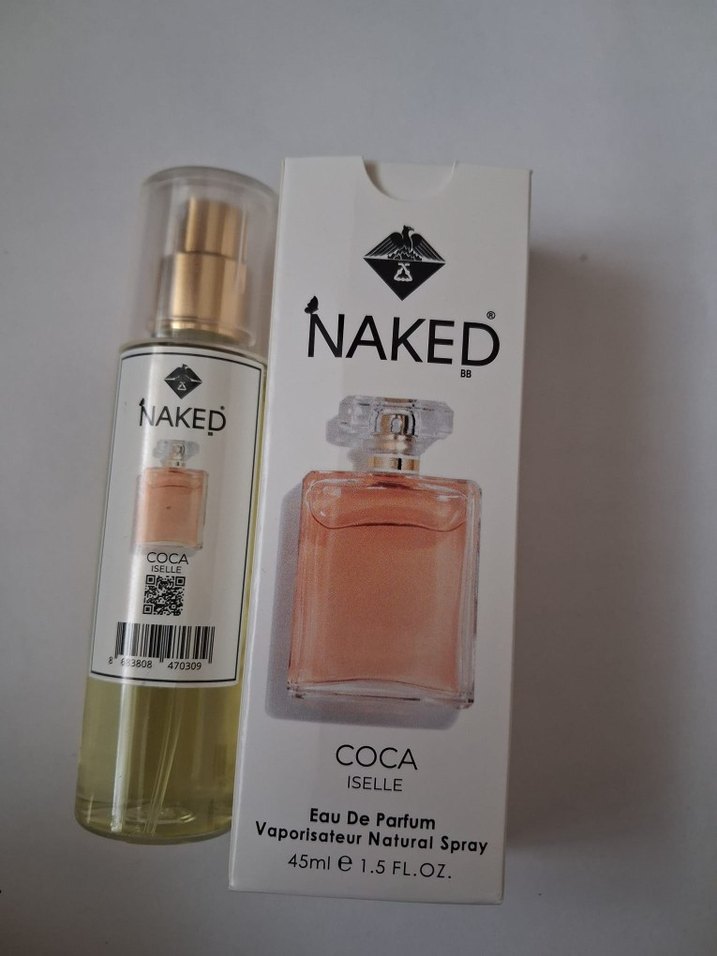 NAKED®
COCA
ISELLE
8 683808 470309
NAKED®
BB
COCA
ISELLE
Eau De Parfum
Vaporisateur Natural Spray
45ml e 1.5 FL.OZ.